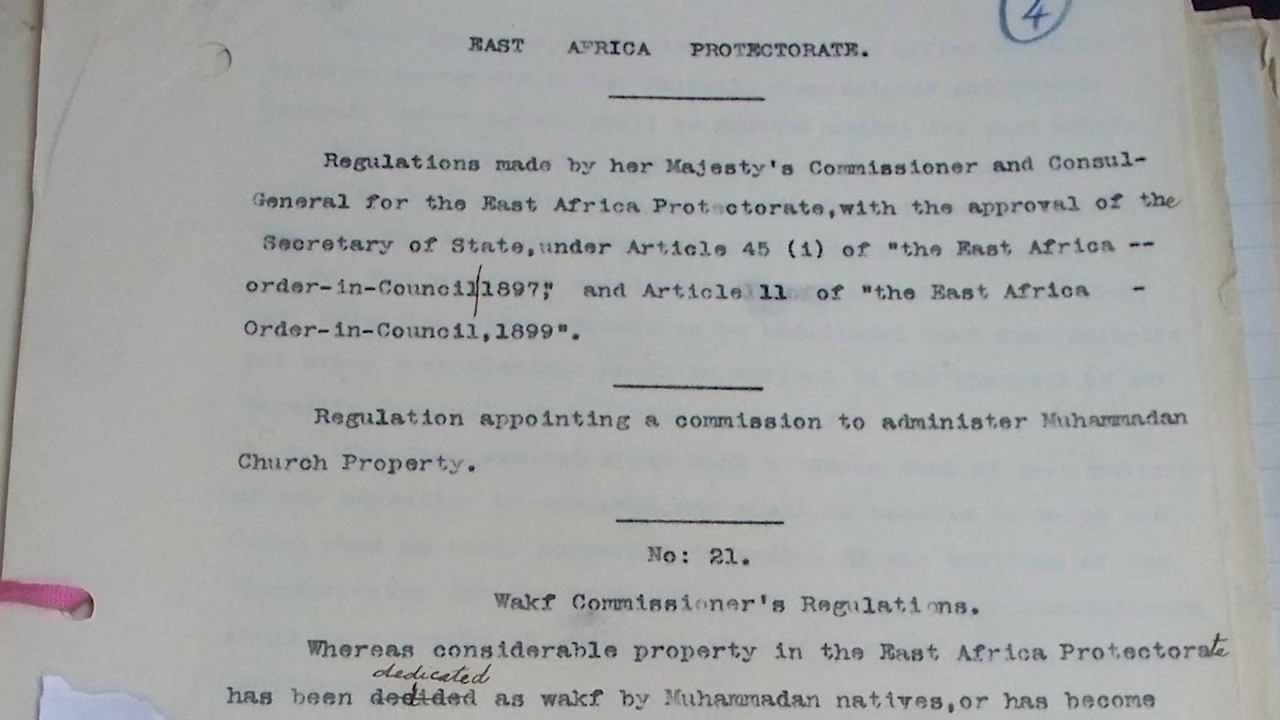 4
EAST AFRICA PROTECTORATE.
Regulations made by her Majesty's Commissioner and Consul-
General for the East Africa Protectorate,with the approval of the
Secretary of State,under Article 45 (i) of "the East Africa --
order-in-Council/1897;" and Article 11 of "the East Africa -
Order-in-Council,1899".
Regulation appointing a commission to administer Muhammadan
Church Property.
No: 21.
Wakf Commissioner's Regulations.
Whereas considerable property in the East Africa Protectorate
dedicated
has been dedided as wakf by Muhammadan natives,or has become